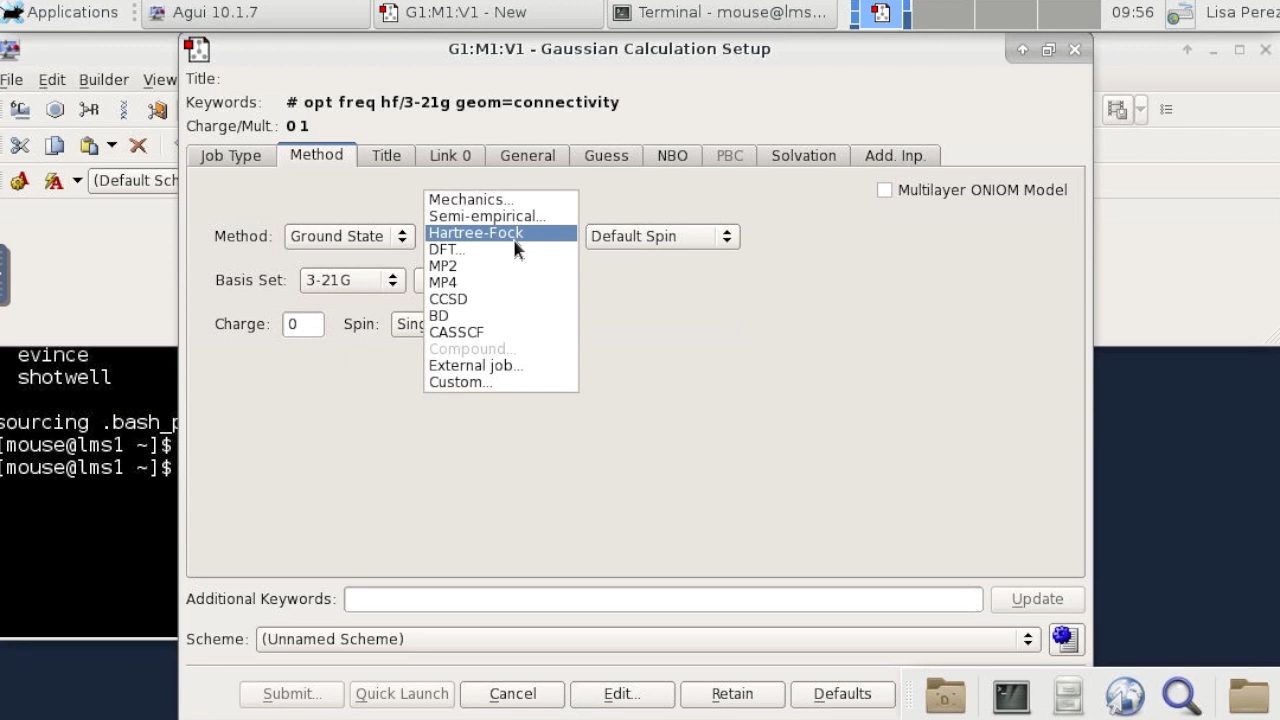 Applications
Agui 10.1.7
G1:M1:V1 - New
Terminal - mouse@lms...
09:56
Lisa Perez
G1:M1:V1 - Gaussian Calculation Setup
File Edit Builder View
Title:
Keywords: # opt freq hf/3-21g geom=connectivity
Charge/Mult.: 0 1
Job Type Method Title Link 0 General Guess NBO PBC Solvation Add. Inp.
(Default Sch
Multilayer ONIOM Model
Method: Ground State
Default Spin
Basis Set: 3-21G
Charge: 0 Spin: Sing
Mechanics...
Semi-empirical...
Hartree-Fock
DFT...
MP2
MP4
CCSD
BD
CASSCF
Compound...
External job...
Custom...
evince
shotwell
sourcing .bash_p
[mouse@lms1 ~]$
[mouse@lms1 ~]$
Additional Keywords:
Update
Scheme: (Unnamed Scheme)
Submit... Quick Launch Cancel Edit... Retain Defaults